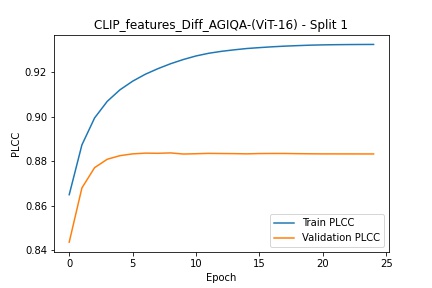 CLIP_features_Diff_AGIQA-(ViT-16) - Split 1
PLCC
0.92
0.90
0.88
0.86
0.84
0 5 10 15 20 25
Epoch
Train PLCC
Validation PLCC